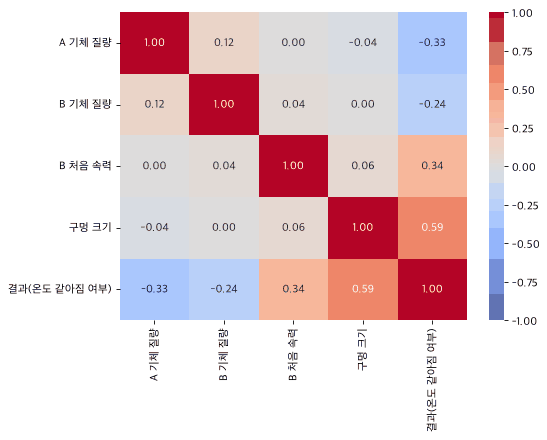 A 기체 질량 1.00 0.12 0.00 -0.04 -0.33
B 기체 질량 0.12 1.00 0.04 0.00 -0.24
B 처음 속력 0.00 0.04 1.00 0.06 0.34
구멍 크기 -0.04 0.00 0.06 1.00 0.59
결과(온도 같아짐 여부) -0.33 -0.24 0.34 0.59 1.00
A 기체 질량
B 기체 질량
B 처음 속력
구멍 크기
결과(온도 같아짐 여부)
1.00
0.75
0.50
0.25
0.00
-0.25
-0.50
-0.75
-1.00